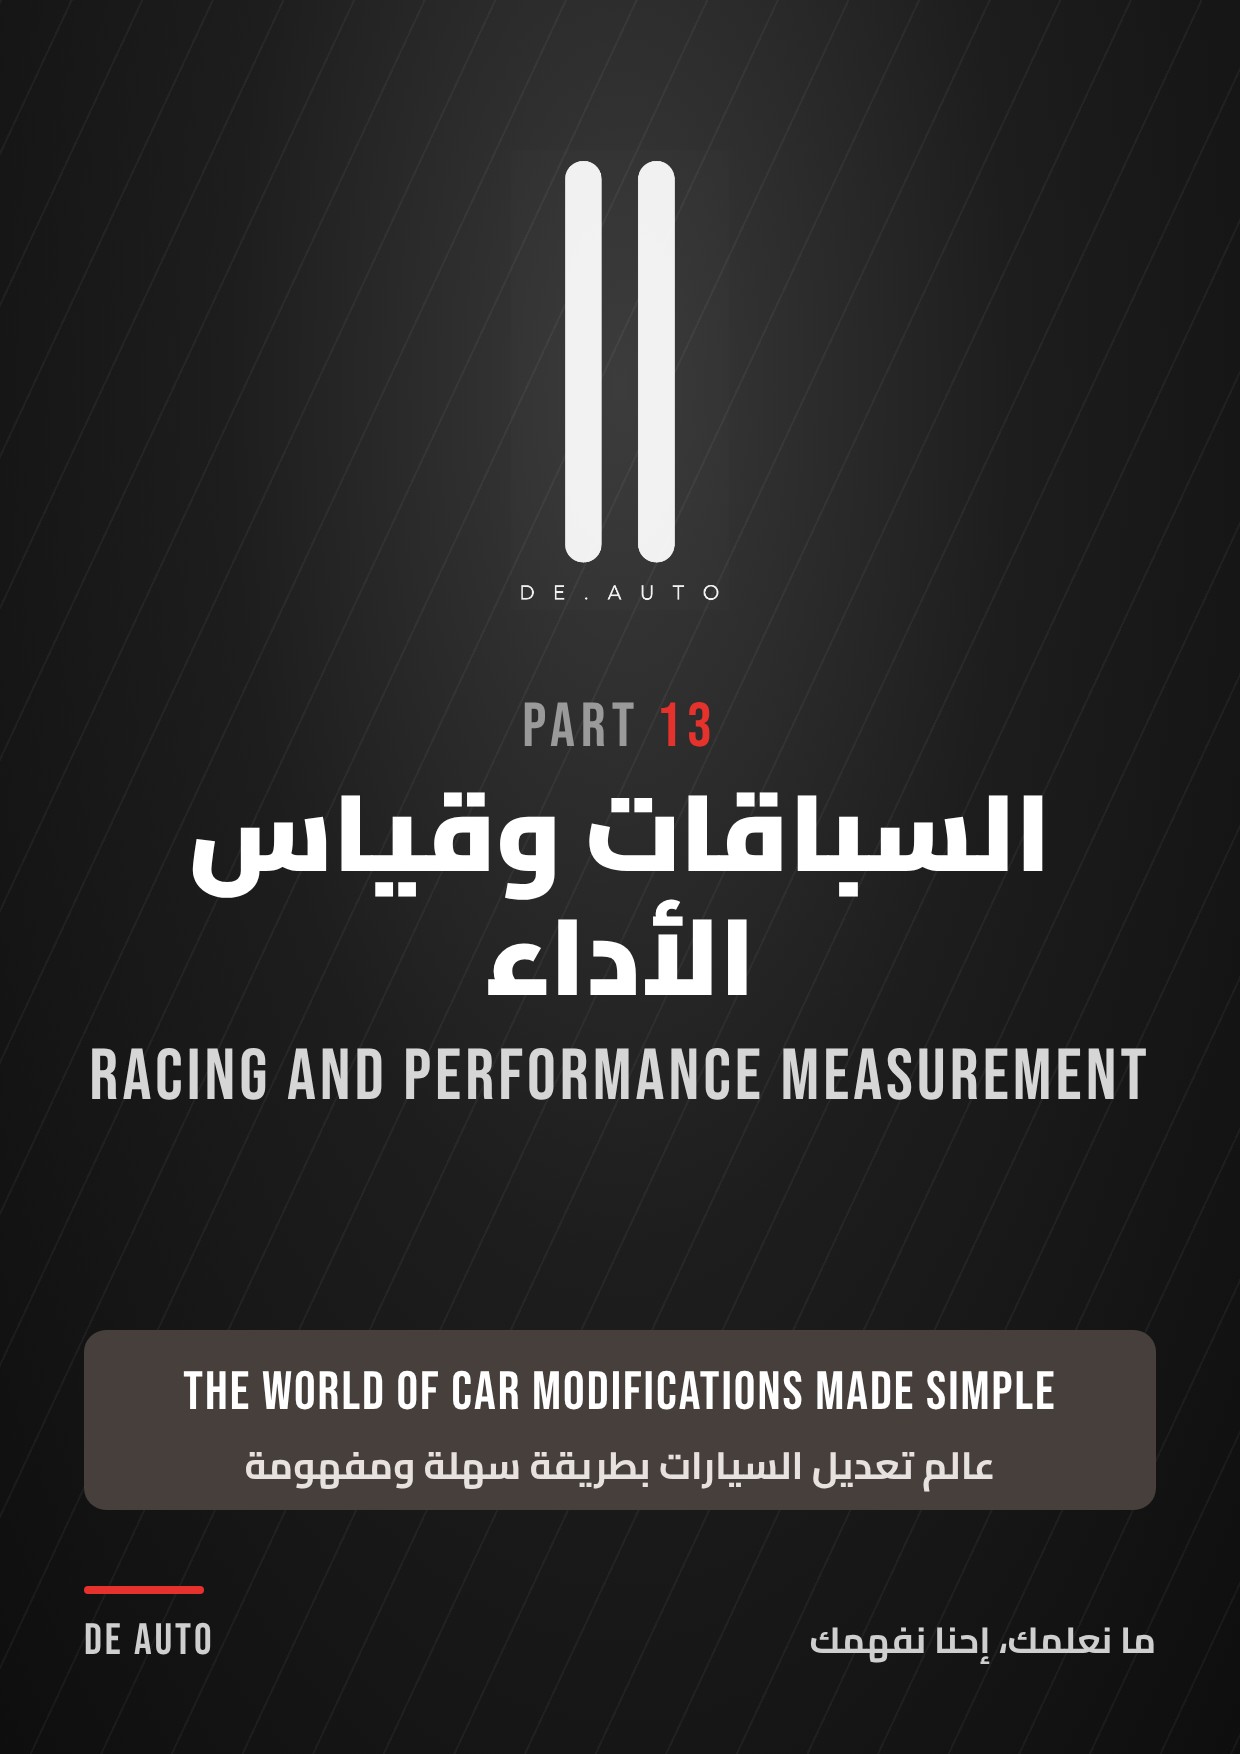 DE.AUTO
PART 13
السباقات وقياس
الأداء
RACING AND PERFORMANCE MEASUREMENT
THE WORLD OF CAR MODIFICATIONS MADE SIMPLE
عالم تعديل السيارات بطريقة سهلة ومفهومة
DE AUTO
ما نعلمك، إحنا نفهمك